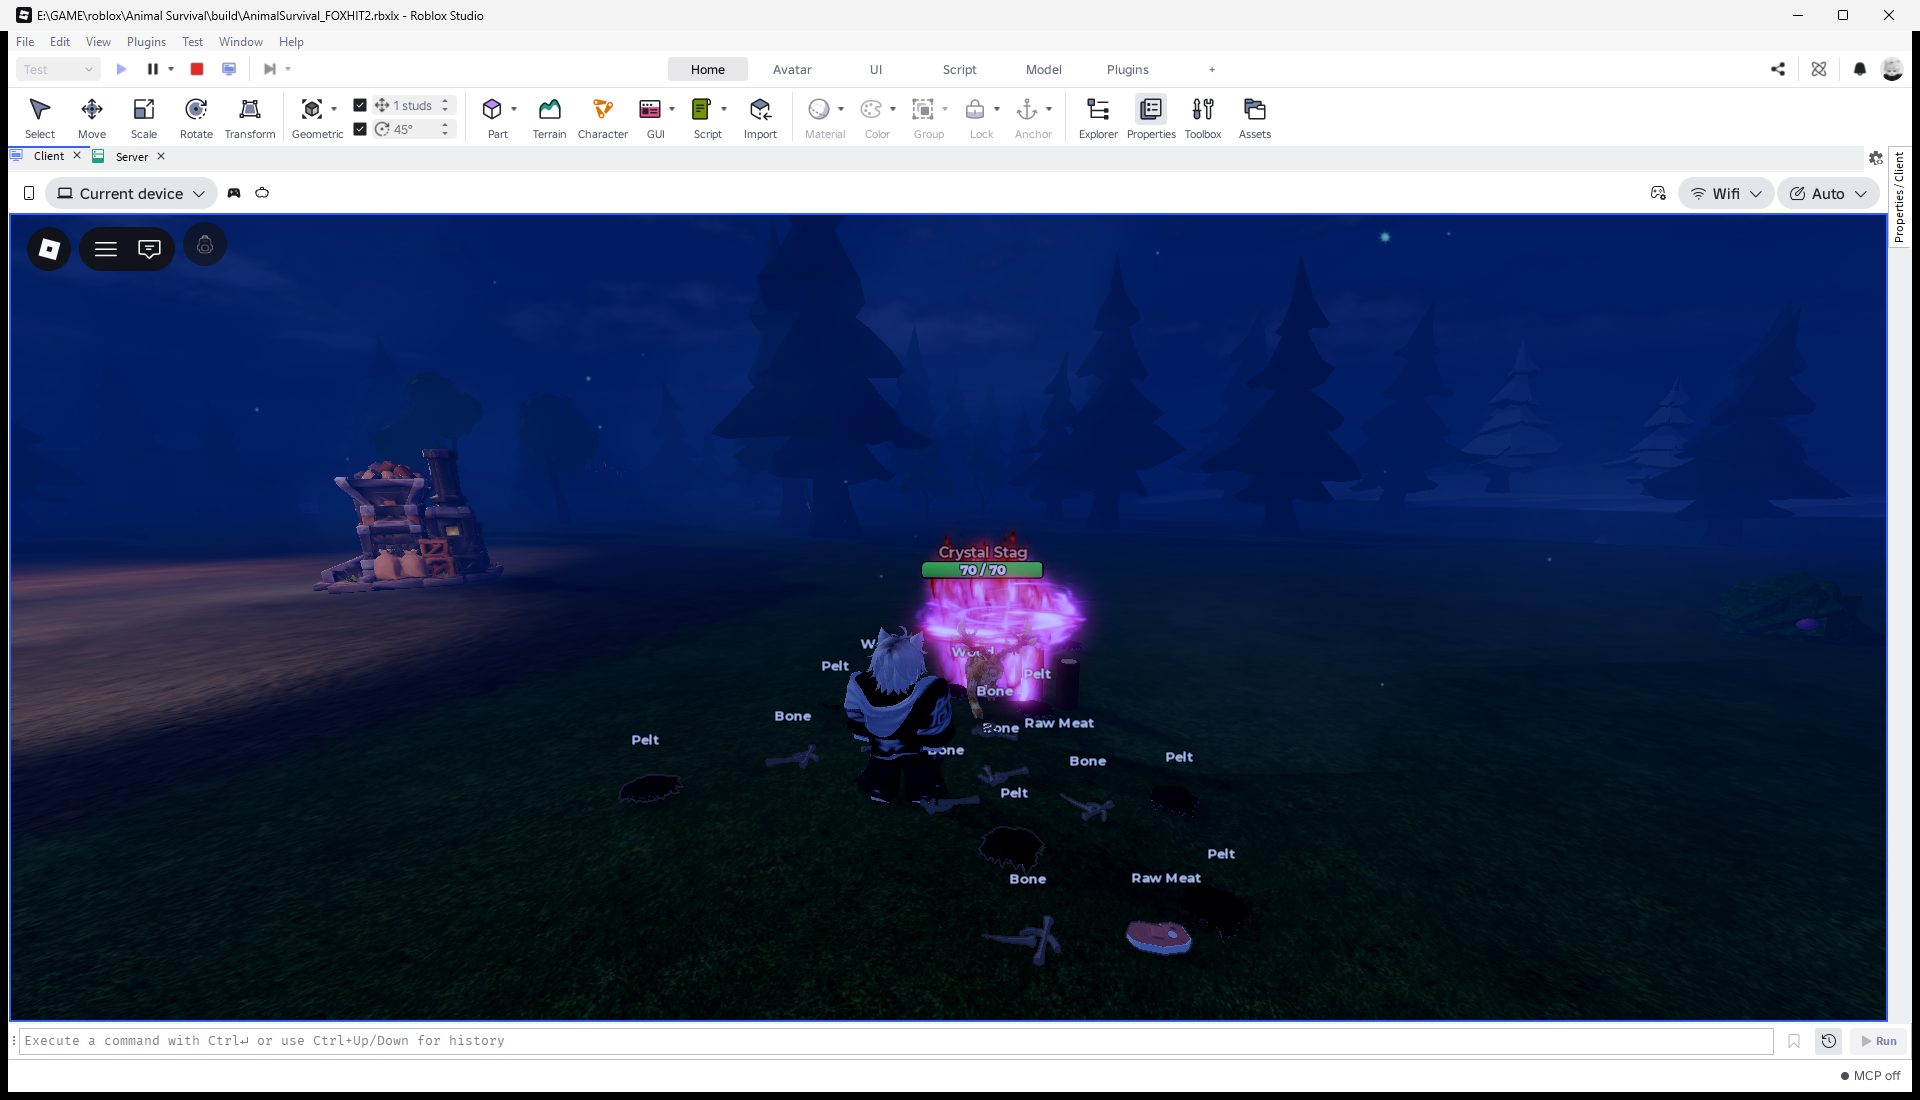 E:\GAME\roblox\Animal Survival\build\AnimalSurvival_FOXHIT2.rbxlx - Roblox Studio
File Edit View Plugins Test Window Help
Test
Home Avatar UI Script Model Plugins +
1 studs
45°
Select Move Scale Rotate Transform Geometric Part Terrain Character GUI Script Import Material Color Group Lock Anchor Explorer Properties Toolbox Assets
Client Server
Properties / Client
Current device
Wifi Auto
Crystal Stag
70 / 70
Pelt
Pelt
Bone
Bone
Bone
Raw Meat
Pelt
Bone
Bone
Pelt
Pelt
Pelt
Bone
Raw Meat
Execute a command with Ctrl↵ or use Ctrl+Up/Down for history
Run
MCP off